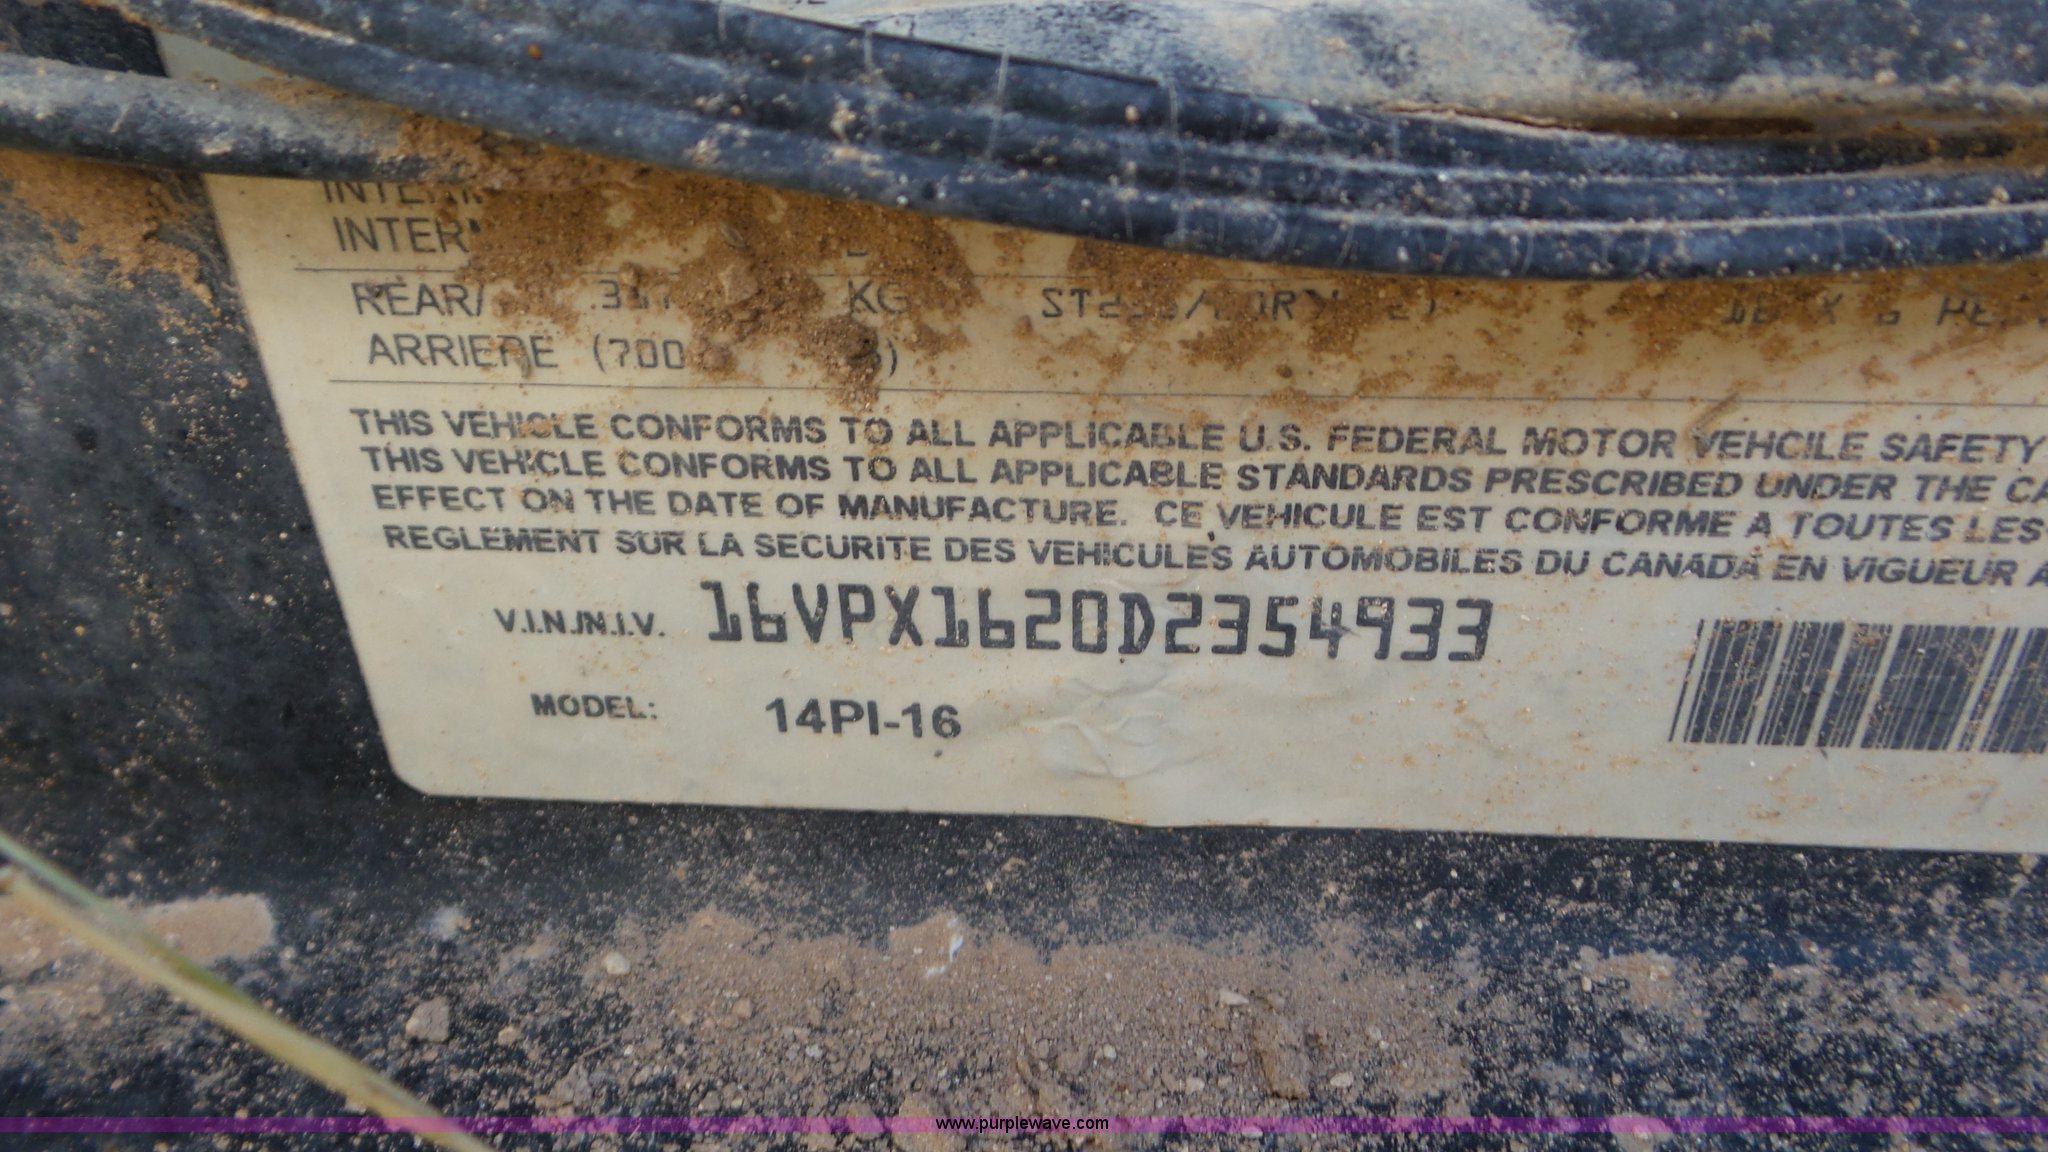 REAR/ KG
ARRIERE
THIS VEHICLE CONFORMS TO ALL APPLICABLE U.S. FEDERAL MOTOR VEHCILE SAFETY
THIS VEHICLE CONFORMS TO ALL APPLICABLE STANDARDS PRESCRIBED UNDER THE
EFFECT ON THE DATE OF MANUFACTURE. CE VEHICULE EST CONFORME A TOUTES LES
REGLEMENT SUR LA SECURITE DES VEHICULES AUTOMOBILES DU CANADA EN VIGUEUR
V.I.N./N.I.V. 16VPX1620D2354933
MODEL: 14PI-16
www.purplewave.com